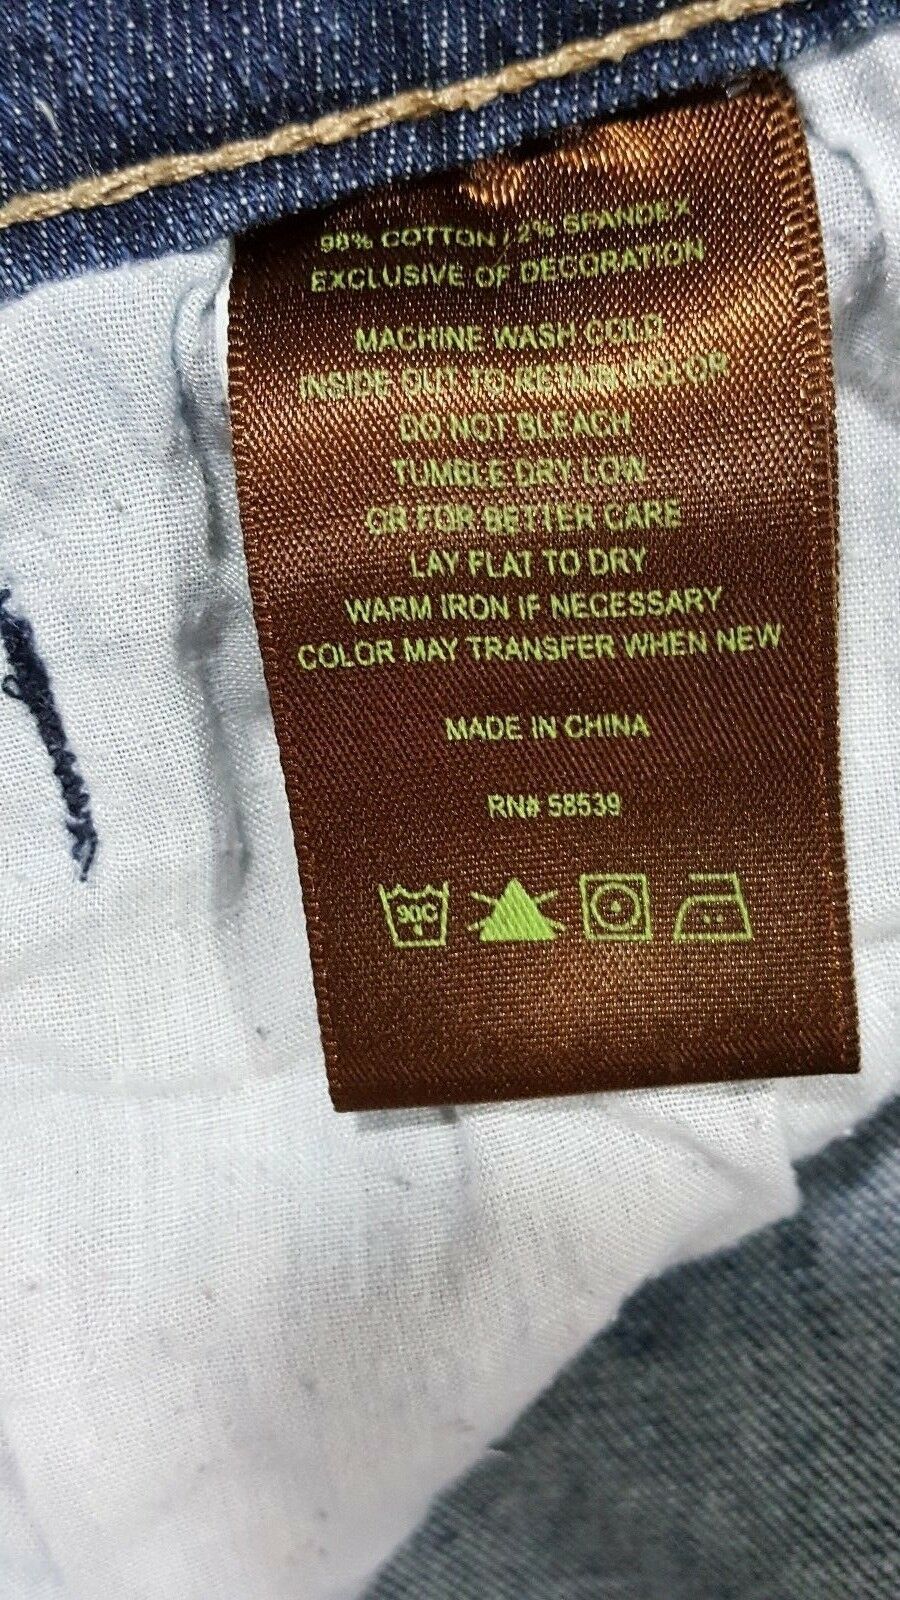 98% COTTON / 2% SPANDEX
EXCLUSIVE OF DECORATION
MACHINE WASH COLD
INSIDE OUT TO RETAIN COLOR
DO NOT BLEACH
TUMBLE DRY LOW
OR FOR BETTER CARE
LAY FLAT TO DRY
WARM IRON IF NECESSARY
COLOR MAY TRANSFER WHEN NEW
MADE IN CHINA
RN# 58539
30C